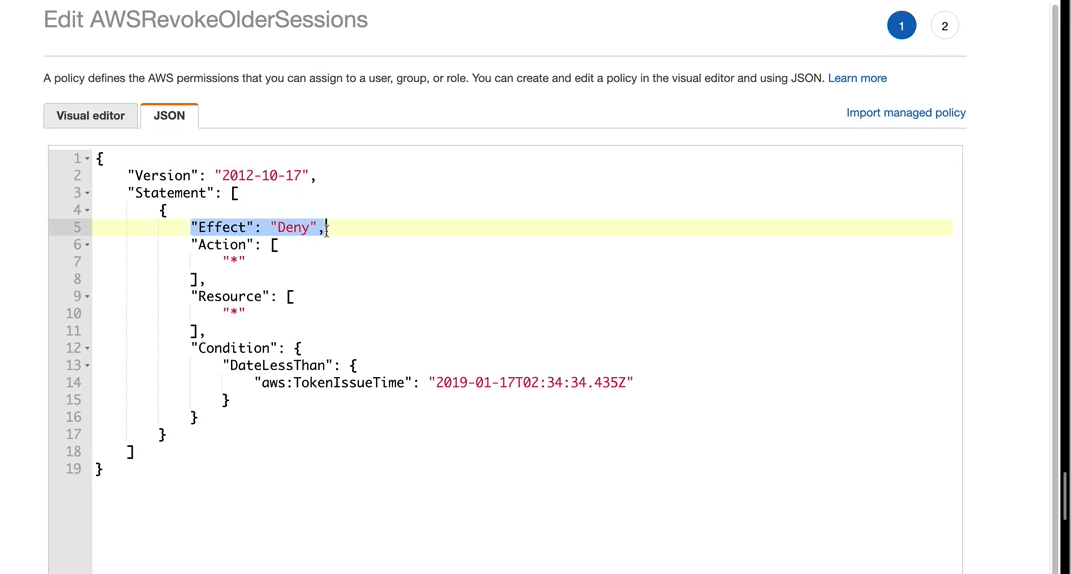 Edit AWSRevokeOlderSessions
1 2
A policy defines the AWS permissions that you can assign to a user, group, or role. You can create and edit a policy in the visual editor and using JSON. Learn more
Visual editor JSON Import managed policy
1 {
2 "Version": "2012-10-17",
3 "Statement": [
4 {
5 "Effect": "Deny",
6 "Action": [
7 "*"
8 ],
9 "Resource": [
10 "*"
11 ],
12 "Condition": {
13 "DateLessThan": {
14 "aws:TokenIssueTime": "2019-01-17T02:34:34.435Z"
15 }
16 }
17 }
18 ]
19 }